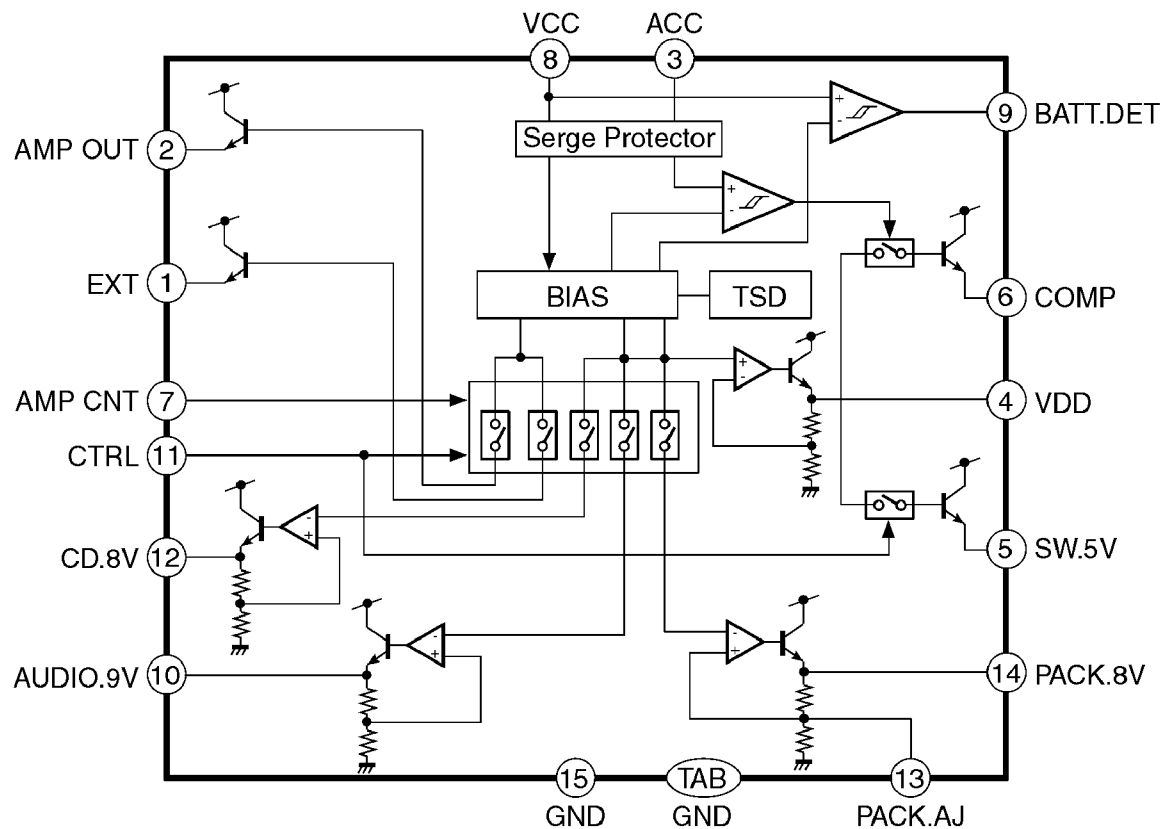 VCC ACC
8 3
AMP OUT 2
+
-
9 BATT.DET
Serge Protector
+
-
EXT 1
BIAS
TSD
6 COMP
AMP CNT 7
+
-
4 VDD
CTRL 11
CD.8V 12
-
+
5 SW.5V
AUDIO.9V 10
-
+
-
+
14 PACK.8V
15 TAB 13
GND GND PACK.AJ